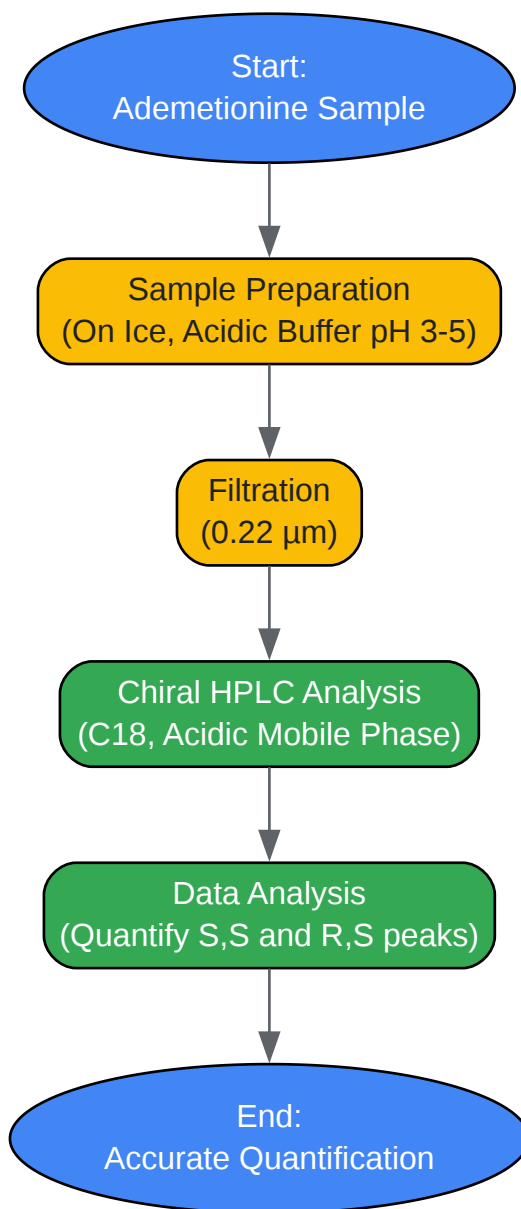 Start:
Ademetionine Sample
Sample Preparation
(On Ice, Acidic Buffer pH 3-5)
Filtration
(0.22 µm)
Chiral HPLC Analysis
(C18, Acidic Mobile Phase)
Data Analysis
(Quantify S,S and R,S peaks)
End:
Accurate Quantification